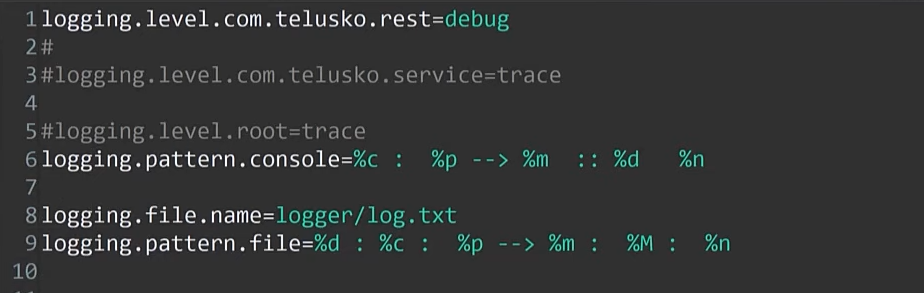 1 logging.level.com.telusko.rest=debug
2 #
3 #logging.level.com.telusko.service=trace
4
5 #logging.level.root=trace
6 logging.pattern.console=%c :  %p --> %m  :: %d   %n
7
8 logging.file.name=logger/log.txt
9 logging.pattern.file=%d : %c :  %p --> %m :  %M :  %n
10